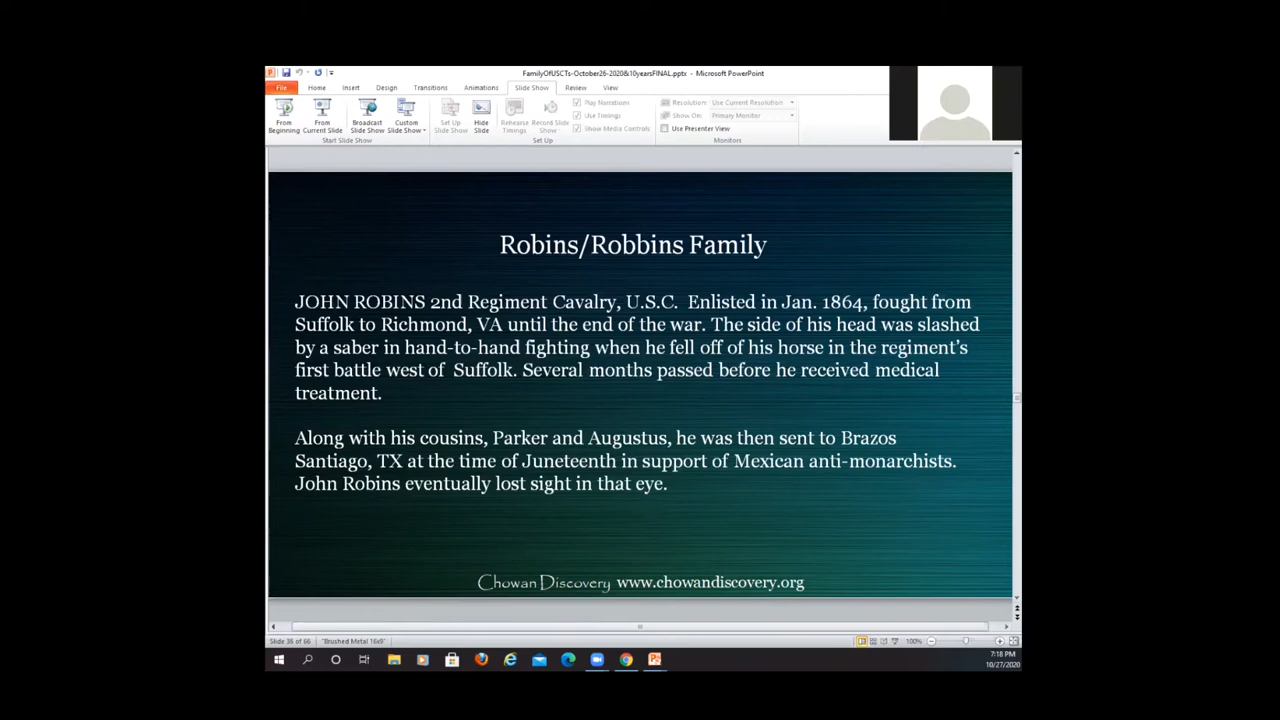 FamilyOfUSCTs-October26-2020&10yearsFINAL.pptx - Microsoft PowerPoint
File Home Insert Design Transitions Animations Slide Show Review View
From Beginning
From Current Slide
Broadcast Slide Show
Custom Slide Show
Set Up Slide Show
Hide Slide
Rehearse Timings
Record Slide Show
Play Narrations
Use Timings
Show Media Controls
Resolution: Use Current Resolution
Show On: Primary Monitor
Use Presenter View
Start Slide Show
Set Up
Monitors
Robins/Robbins Family
JOHN ROBINS 2nd Regiment Cavalry, U.S.C. Enlisted in Jan. 1864, fought from
Suffolk to Richmond, VA until the end of the war. The side of his head was slashed
by a saber in hand-to-hand fighting when he fell off of his horse in the regiment's
first battle west of Suffolk. Several months passed before he received medical
treatment.
Along with his cousins, Parker and Augustus, he was then sent to Brazos
Santiago, TX at the time of Juneteenth in support of Mexican anti-monarchists.
John Robins eventually lost sight in that eye.
Chowan Discovery www.chowandiscovery.org
Slide 36 of 66 "Brushed Metal 16x9" 100%
7:18 PM
10/27/2020